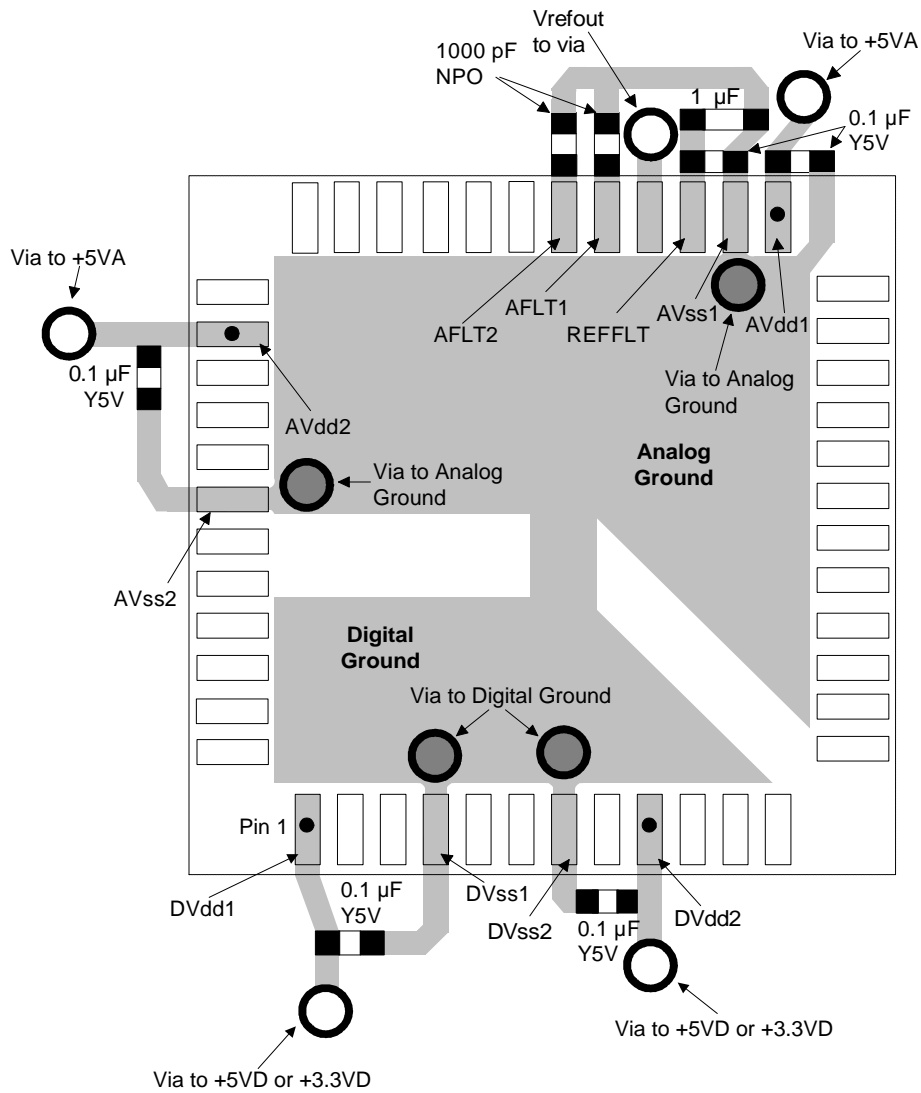 Vrefout
to via
Via to +5VA
1000 pF
NPO
1 µF
0.1 µF
Y5V
Via to +5VA
AFLT2
AFLT1
REFFLT
AVss1
AVdd1
0.1 µF
Y5V
AVdd2
Via to Analog
Ground
Analog
Ground
Via to Analog
Ground
AVss2
Digital
Ground
Via to Digital Ground
Pin 1
DVdd1
0.1 µF
Y5V
DVss1
DVss2
0.1 µF
Y5V
DVdd2
Via to +5VD or +3.3VD
Via to +5VD or +3.3VD